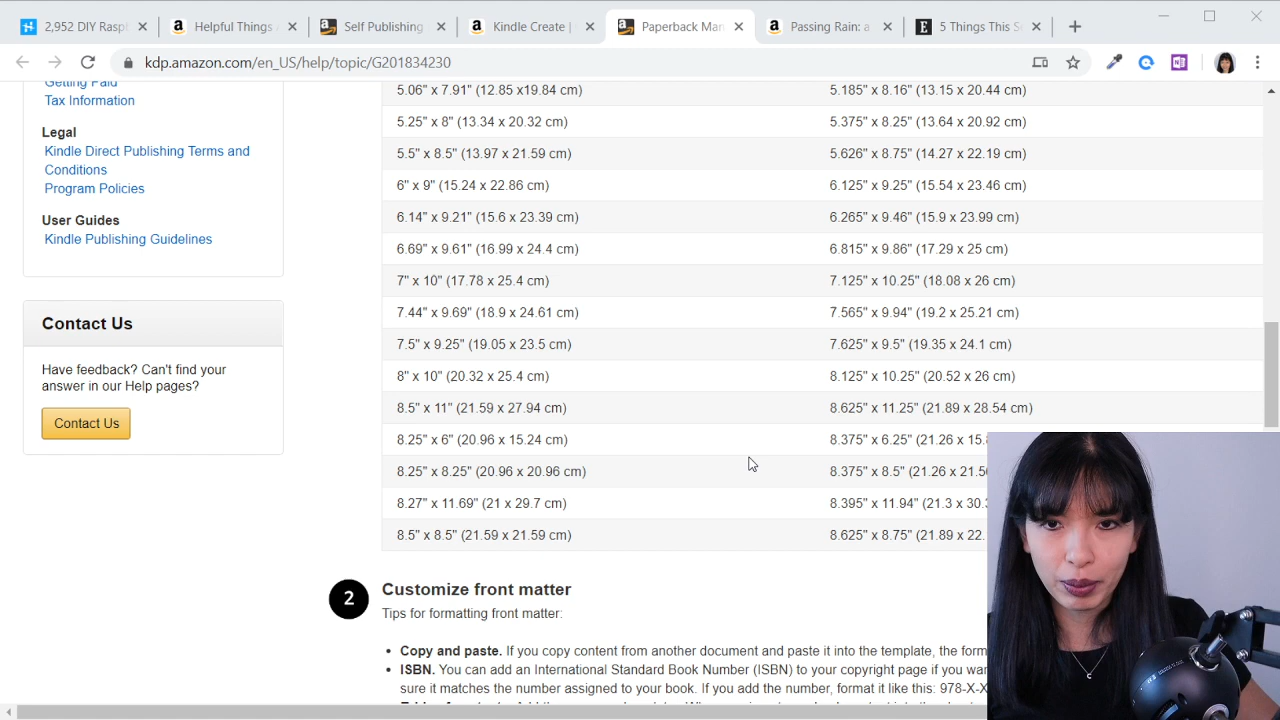 2,952 DIY Raspb
Helpful Things
Self Publishing
Kindle Create |
Paperback Man
Passing Rain: a
5 Things This S
kdp.amazon.com/en_US/help/topic/G201834230
Getting Paid
Tax Information
Legal
Kindle Direct Publishing Terms and
Conditions
Program Policies
User Guides
Kindle Publishing Guidelines
Contact Us
Have feedback? Can't find your
answer in our Help pages?
Contact Us
5.06" x 7.91" (12.85 x19.84 cm) 5.185" x 8.16" (13.15 x 20.44 cm)
5.25" x 8" (13.34 x 20.32 cm) 5.375" x 8.25" (13.64 x 20.92 cm)
5.5" x 8.5" (13.97 x 21.59 cm) 5.626" x 8.75" (14.27 x 22.19 cm)
6" x 9" (15.24 x 22.86 cm) 6.125" x 9.25" (15.54 x 23.46 cm)
6.14" x 9.21" (15.6 x 23.39 cm) 6.265" x 9.46" (15.9 x 23.99 cm)
6.69" x 9.61" (16.99 x 24.4 cm) 6.815" x 9.86" (17.29 x 25 cm)
7" x 10" (17.78 x 25.4 cm) 7.125" x 10.25" (18.08 x 26 cm)
7.44" x 9.69" (18.9 x 24.61 cm) 7.565" x 9.94" (19.2 x 25.21 cm)
7.5" x 9.25" (19.05 x 23.5 cm) 7.625" x 9.5" (19.35 x 24.1 cm)
8" x 10" (20.32 x 25.4 cm) 8.125" x 10.25" (20.52 x 26 cm)
8.5" x 11" (21.59 x 27.94 cm) 8.625" x 11.25" (21.89 x 28.54 cm)
8.25" x 6" (20.96 x 15.24 cm) 8.375" x 6.25" (21.26 x 15.8
8.25" x 8.25" (20.96 x 20.96 cm) 8.375" x 8.5" (21.26 x 21.5
8.27" x 11.69" (21 x 29.7 cm) 8.395" x 11.94" (21.3 x 30.
8.5" x 8.5" (21.59 x 21.59 cm) 8.625" x 8.75" (21.89 x 22.
2 Customize front matter
Tips for formatting front matter:
• Copy and paste. If you copy content from another document and paste it into the template, the form
• ISBN. You can add an International Standard Book Number (ISBN) to your copyright page if you wan
sure it matches the number assigned to your book. If you add the number, format it like this: 978-X-X